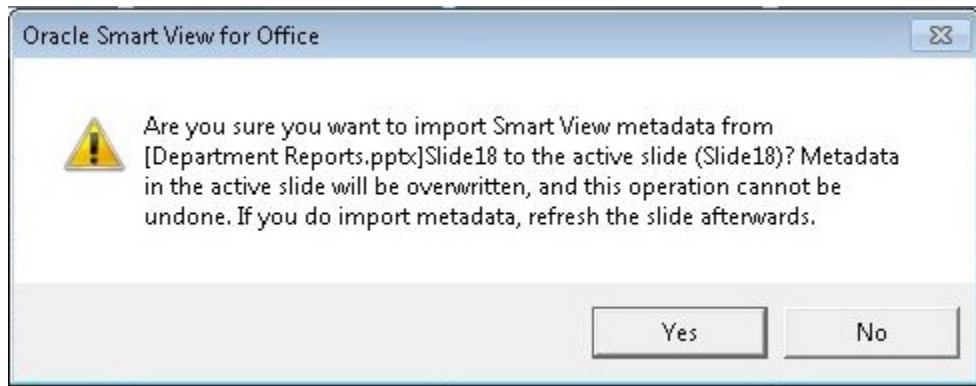 Oracle Smart View for Office
Are you sure you want to import Smart View metadata from
[Department Reports.pptx]Slide18 to the active slide (Slide18)? Metadata
in the active slide will be overwritten, and this operation cannot be
undone. If you do import metadata, refresh the slide afterwards.
Yes
No